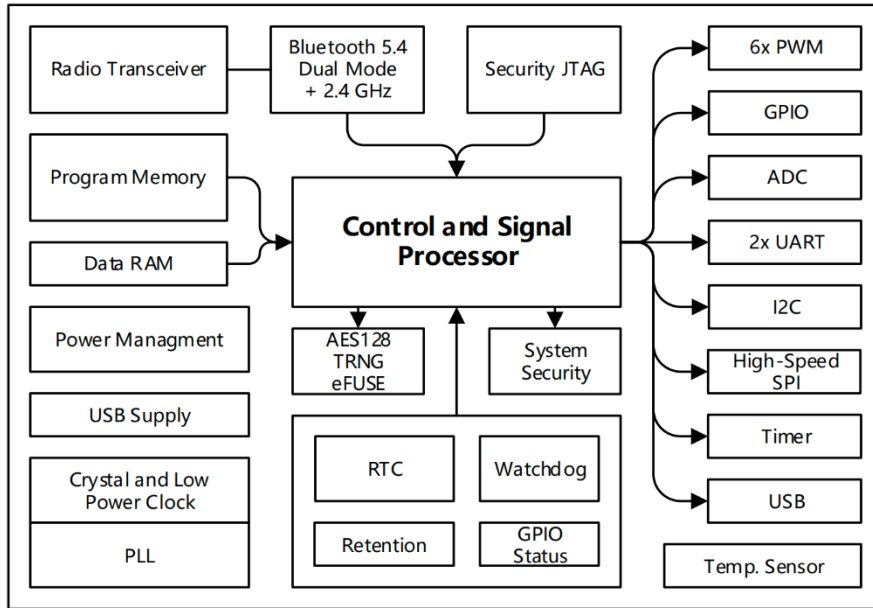 Radio Transceiver
Bluetooth 5.4
Dual Mode
+ 2.4 GHz
Security JTAG
6x PWM
GPIO
Program Memory
ADC
Control and Signal
Processor
2x UART
Data RAM
I2C
Power Managment
AES128
TRNG
eFUSE
System
Security
High-Speed
SPI
USB Supply
Timer
Crystal and Low
Power Clock
RTC
Watchdog
USB
PLL
Retention
GPIO
Status
Temp. Sensor